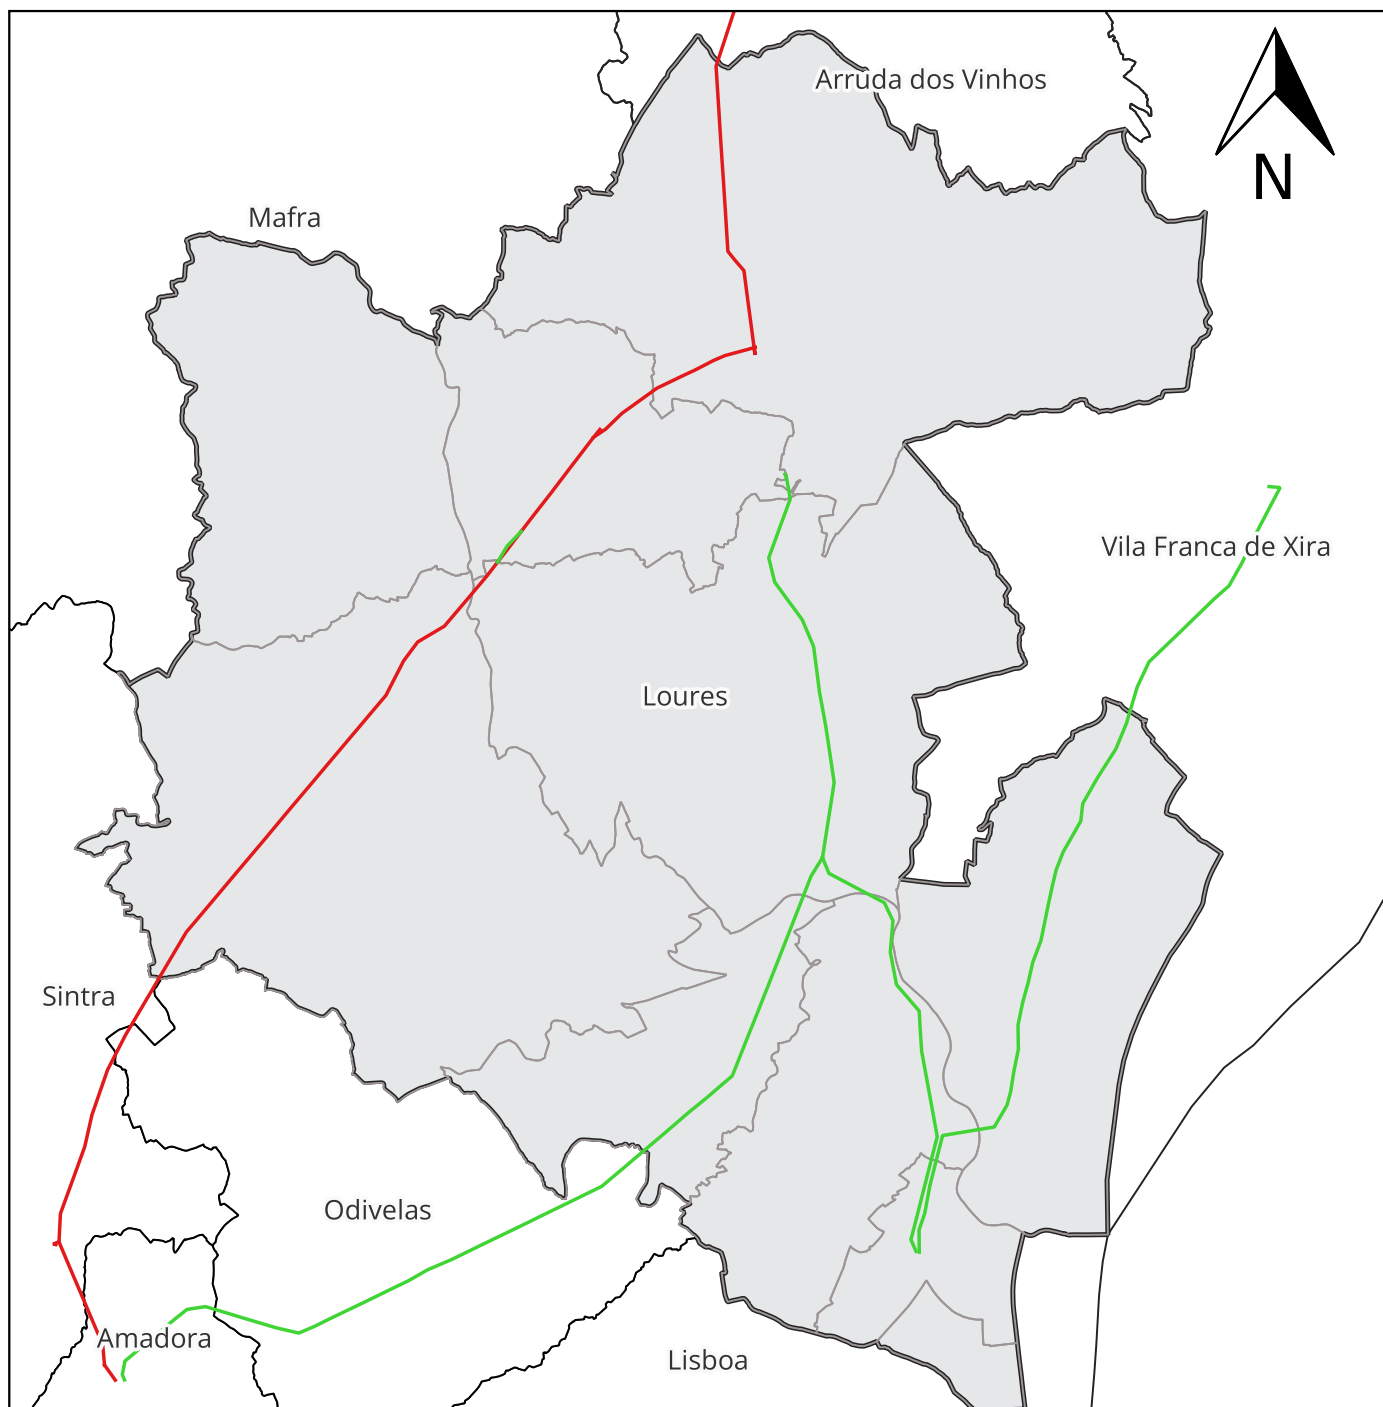 Arruda dos Vinhos
N
Mafra
Vila Franca de Xira
Loures
Sintra
Odivelas
Amadora
Lisboa